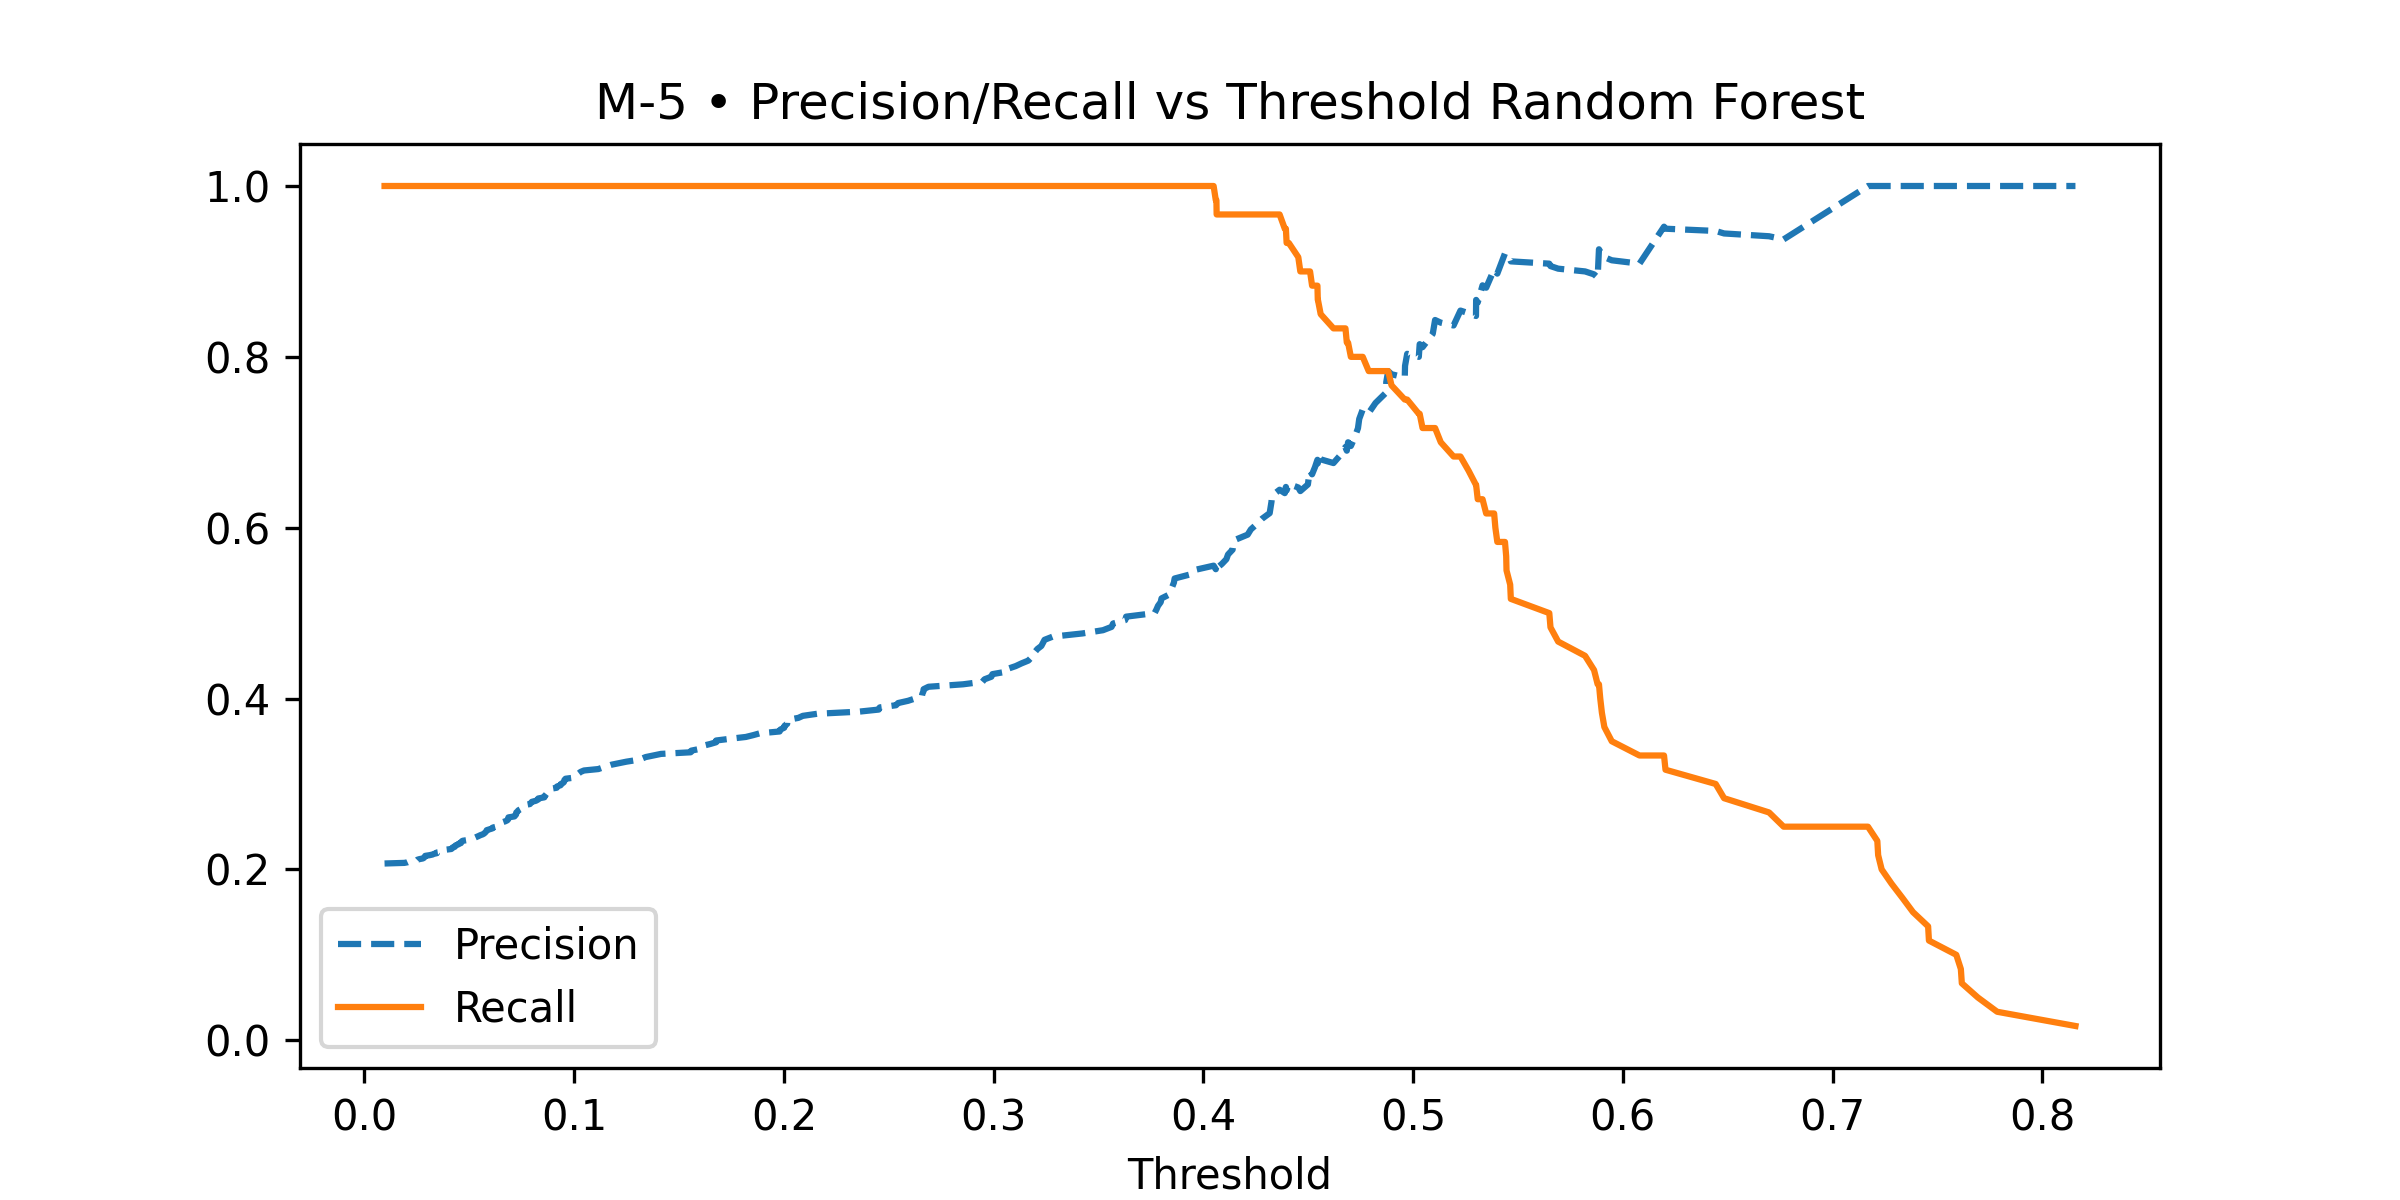 M-5 • Precision/Recall vs Threshold Random Forest
1.0
0.8
0.6
0.4
0.2
0.0
Precision
Recall
0.0 0.1 0.2 0.3 0.4 0.5 0.6 0.7 0.8
Threshold